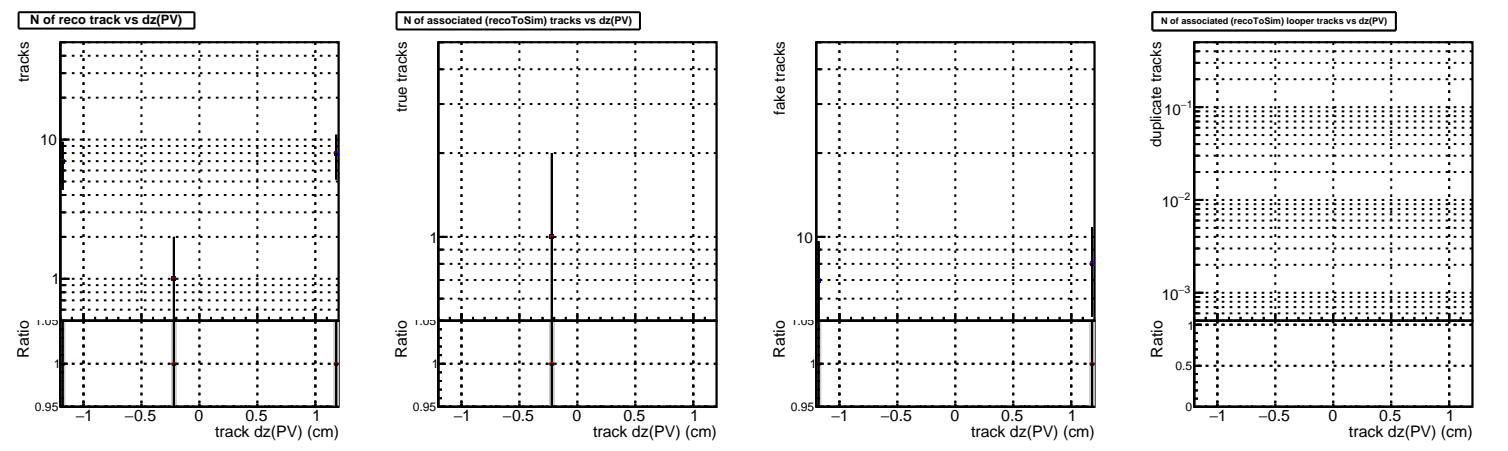 N of reco track vs dz(PV)
tracks
10
1
1.05
Ratio
1
0.95
−1 −0.5 0 0.5 1
track dz(PV) (cm)
N of associated (recoToSim) tracks vs dz(PV)
true tracks
1
1.05
Ratio
1
0.95
−1 −0.5 0 0.5 1
track dz(PV) (cm)
fake tracks
10
1.05
Ratio
1
0.95
−1 −0.5 0 0.5 1
track dz(PV) (cm)
N of associated (recoToSim) looper tracks vs dz(PV)
duplicate tracks
10−1
10−2
10−3
Ratio
1
0.5
0
−1 −0.5 0 0.5 1
track dz(PV) (cm)